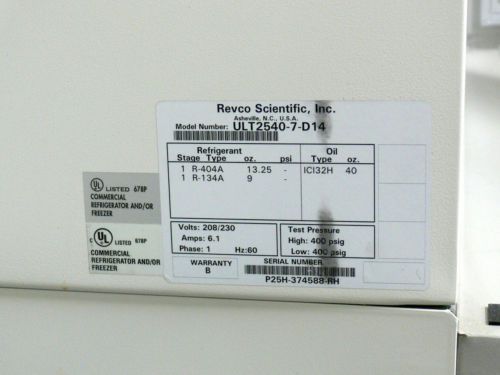 Revco Scientific, Inc.
Asheville, N.C., U.S.A.
Model Number: ULT2540-7-D14
Refrigerant
Stage Type oz. psi
1 R-404A 13.25 -
1 R-134A 9 -
Oil
Type oz.
ICI32H 40
Volts: 208/230
Amps: 6.1
Phase: 1 Hz:60
Test Pressure
High: 400 psig
Low: 400 psig
WARRANTY
B
SERIAL NUMBER
P25H-374588-RH
UL LISTED 678P
COMMERCIAL
REFRIGERATOR AND/OR
FREEZER
C UL LISTED 678P
COMMERCIAL
REFRIGERATOR AND/OR
FREEZER